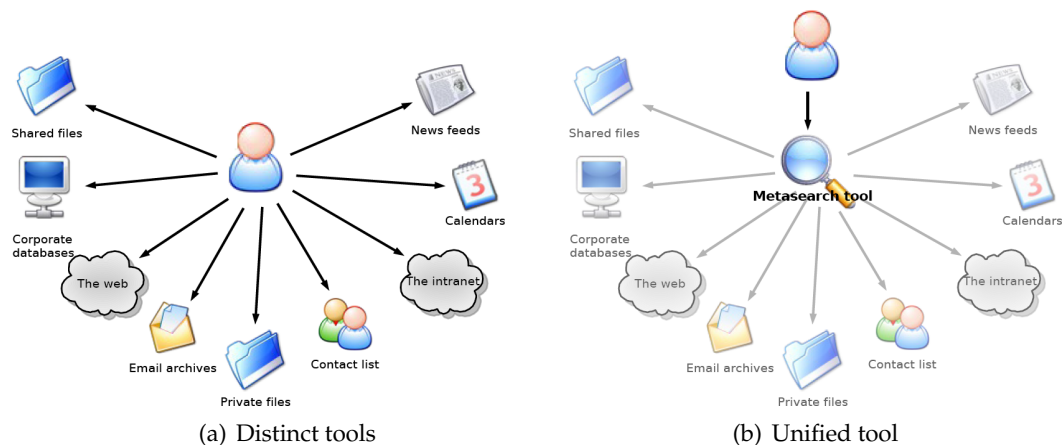 Shared files
News feeds
Corporate
databases
Calendars
The web
The intranet
Email archives
Contact list
Private files
(a) Distinct tools
Metasearch tool
Shared files
News feeds
Corporate
databases
Calendars
The web
The intranet
Email archives
Contact list
Private files
(b) Unified tool